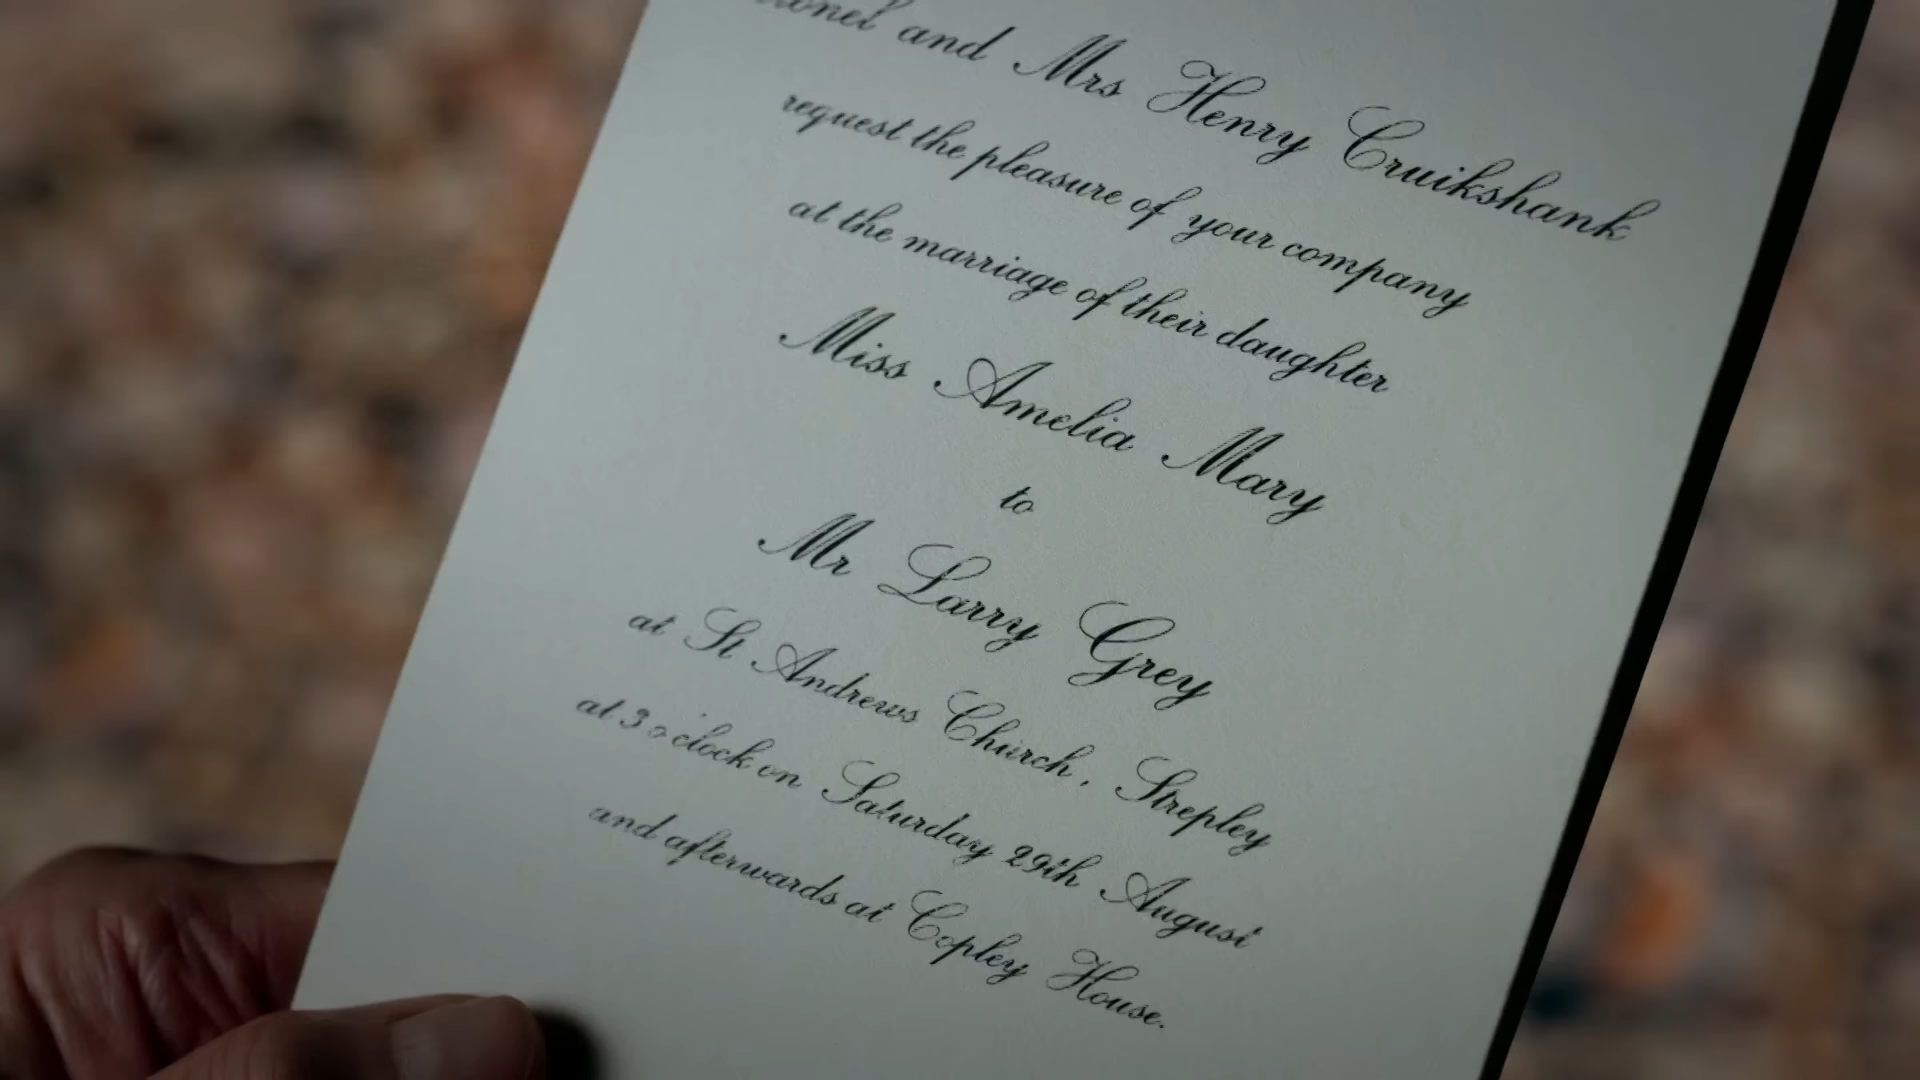 and Mrs Henry Cruikshank
request the pleasure of your company
at the marriage of their daughter
Miss Amelia Mary
to
Mr Larry Grey
at St Andrews Church, Strepley
at 3 o'clock on Saturday 29th August
and afterwards at Copley House.